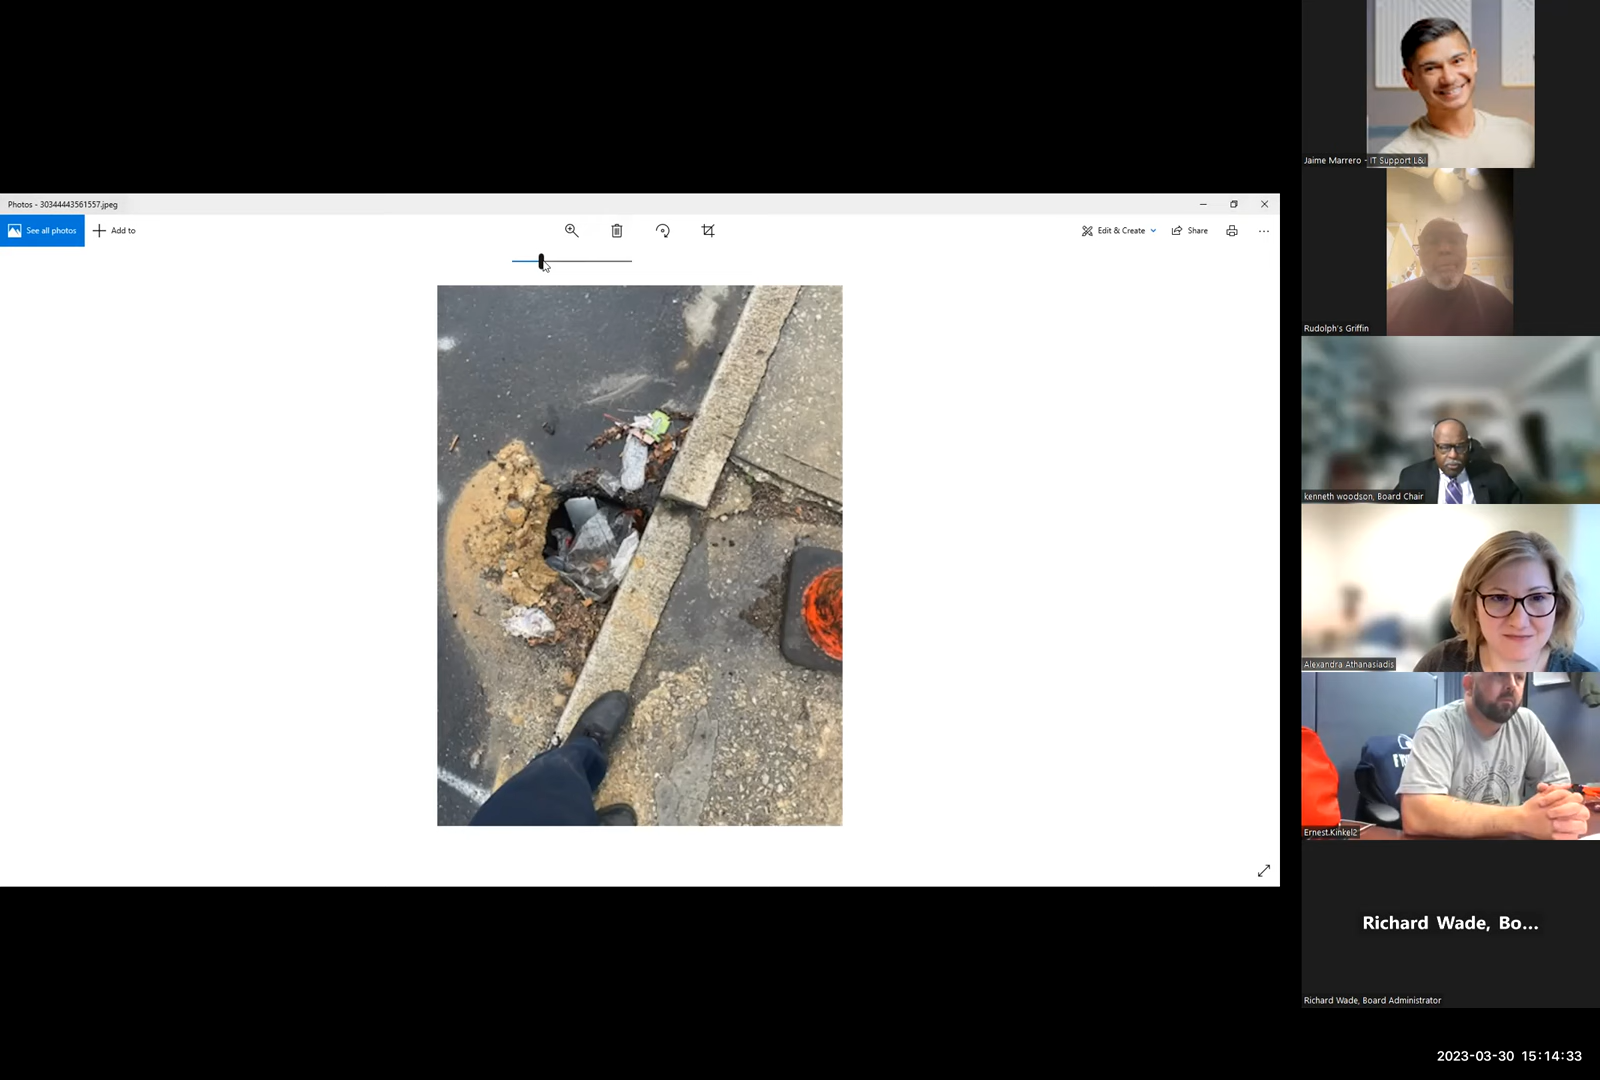 Photos - 30344443561557.jpeg
See all photos
Add to
Edit & Create
Share
Jaime Marrero - IT Support L&I
Rudolph's Griffin
kenneth woodson, Board Chair
Alexandra Athanasiadis
Ernest.Kinkel2
Richard Wade, Bo...
Richard Wade, Board Administrator
2023-03-30 15:14:33